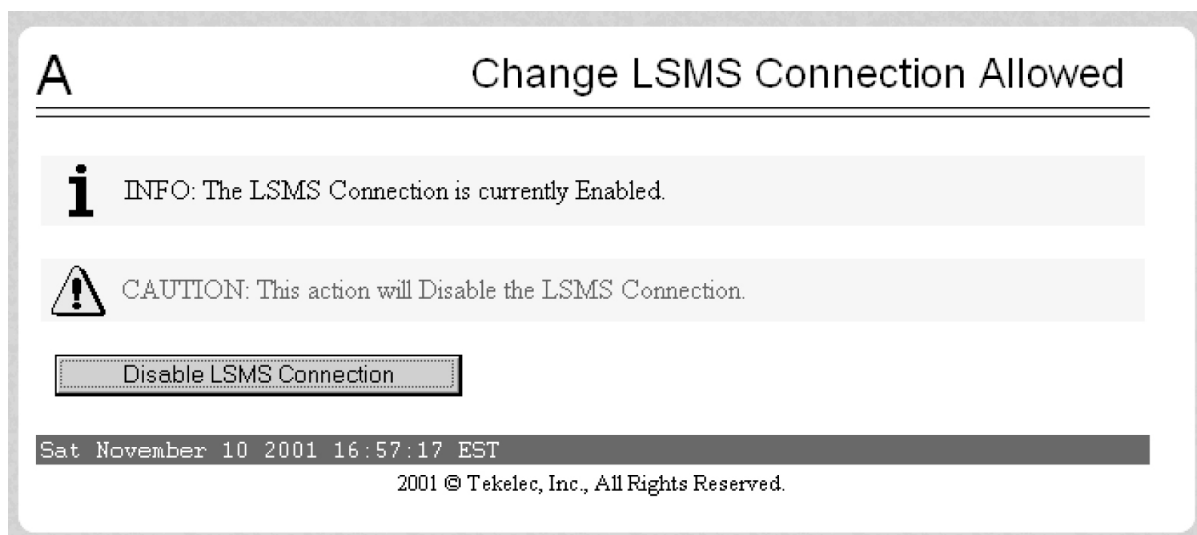 A
Change LSMS Connection Allowed
INFO: The LSMS Connection is currently Enabled.
CAUTION: This action will Disable the LSMS Connection.
Disable LSMS Connection
Sat November 10 2001 16:57:17 EST
2001 © Tekelec, Inc., All Rights Reserved.